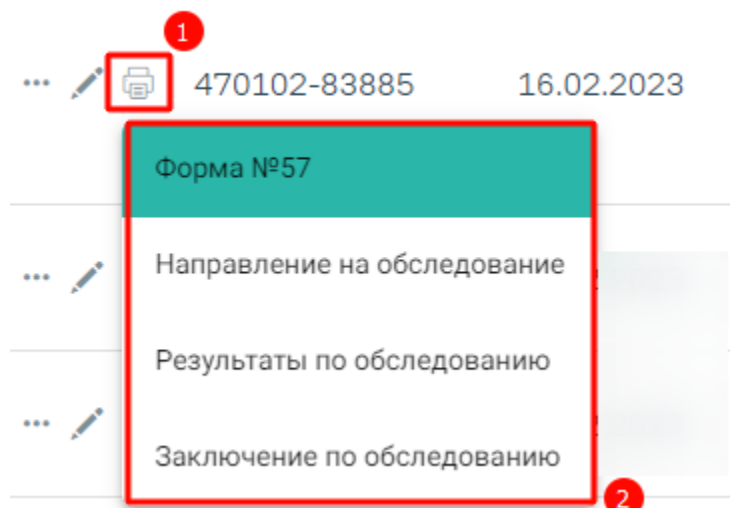 1
470102-83885 16.02.2023
Форма №57
Направление на обследование
Результаты по обследованию
Заключение по обследованию
2